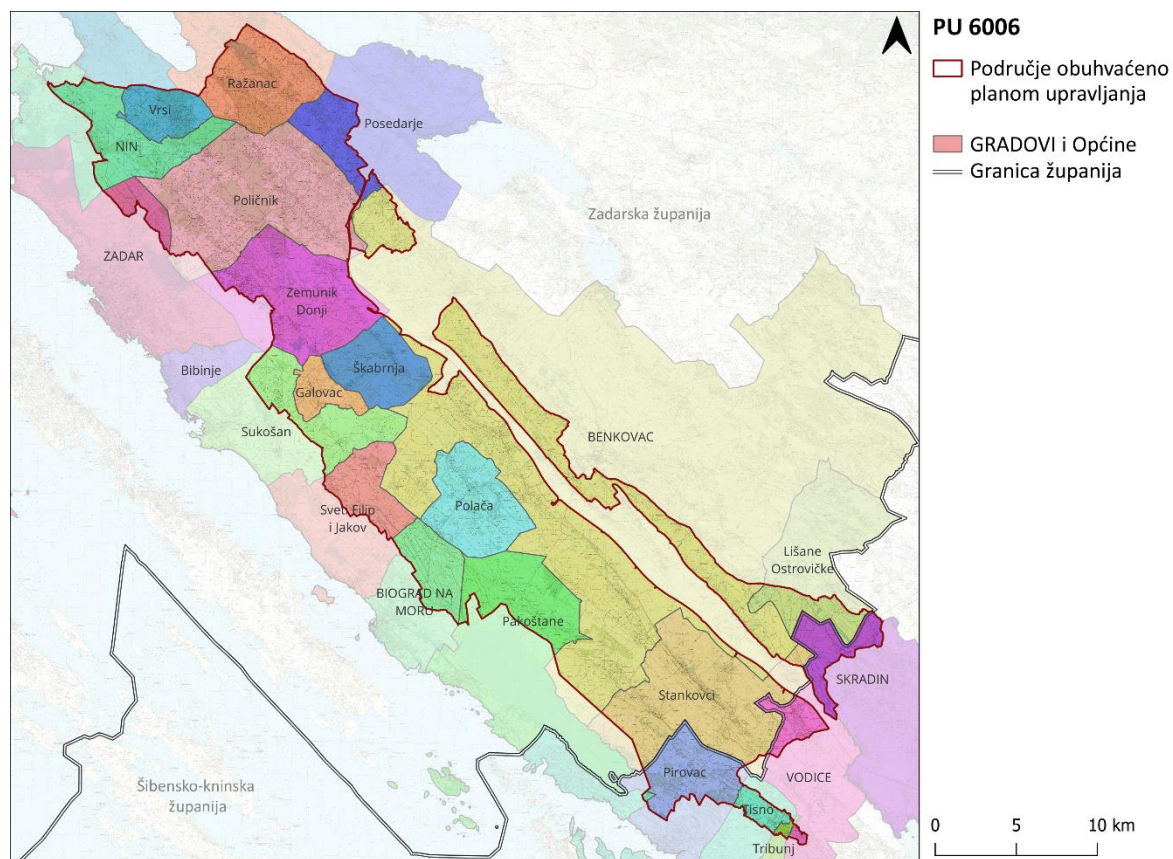 PU 6006
Područje obuhvaćeno
planom upravljanja
GRADOVI i Općine
Granica županija
Ražanac
Vrsi
Posedarje
NIN
Poličnik
Zadarska županija
ZADAR
Zemunik
Donji
Bibinje
Škabrnja
Galovac
Sukošan
BENKOVAC
Polača
Sveti Filip
i Jakov
Lišane
Ostrovičke
BIOGRAD NA
MORU
Pakoštane
SKRADIN
Stankovci
Pirovac
VODICE
Šibensko-kninska
županija
Tisno
Tribunj
0 5 10 km